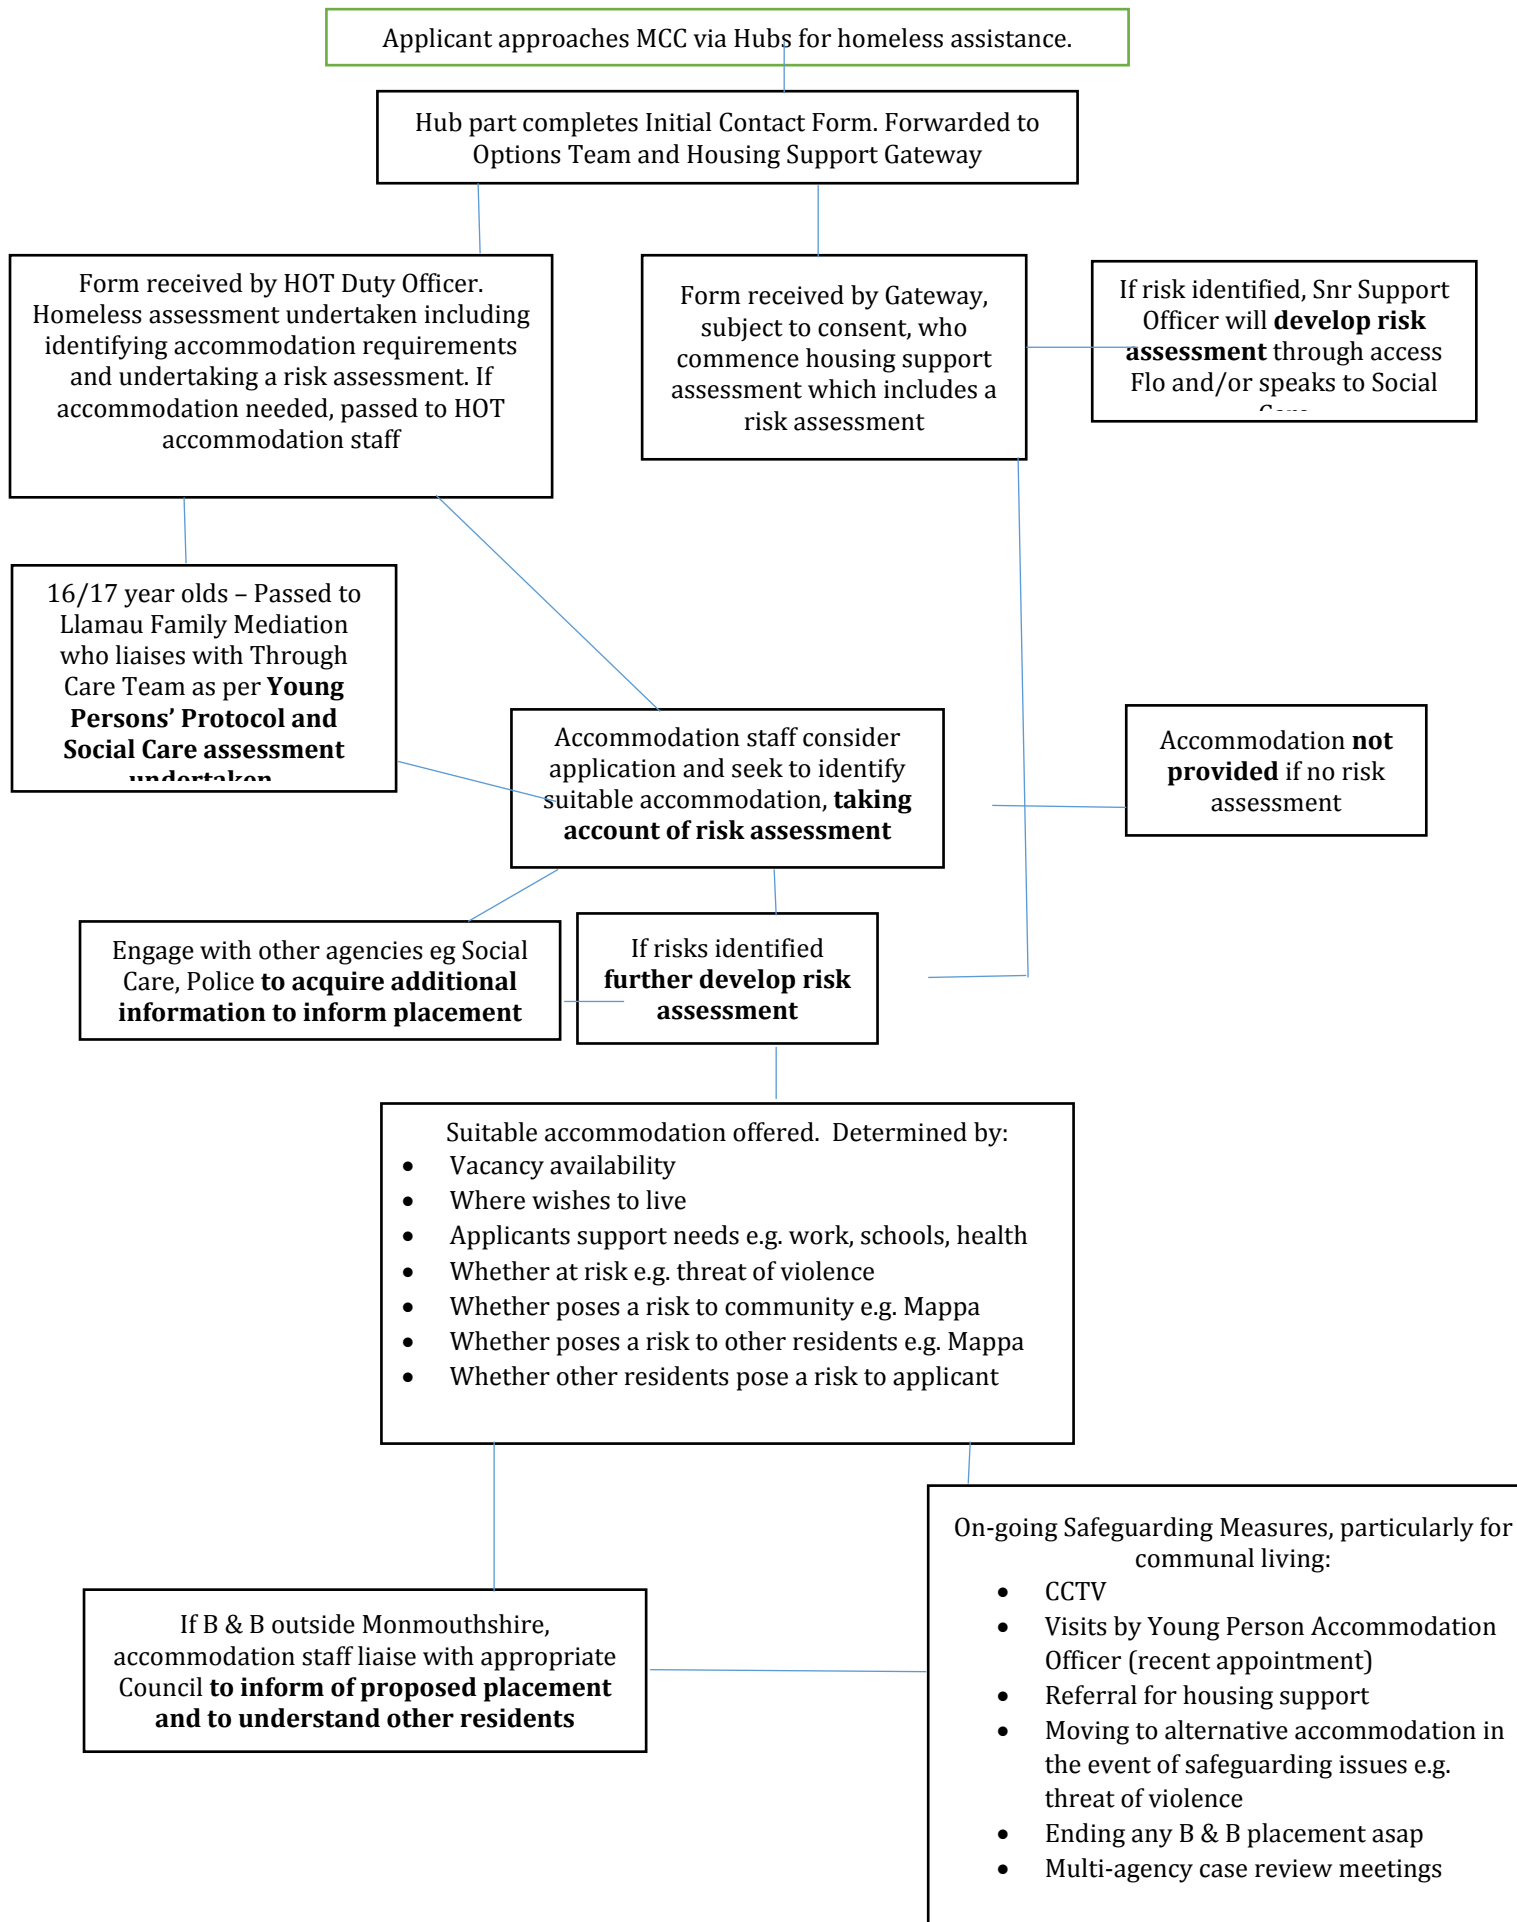 Applicant approaches MCC via Hubs for homeless assistance.
Hub part completes Initial Contact Form. Forwarded to
Options Team and Housing Support Gateway
Form received by HOT Duty Officer.
Homeless assessment undertaken including
identifying accommodation requirements
and undertaking a risk assessment. If
accommodation needed, passed to HOT
accommodation staff
Form received by Gateway,
subject to consent, who
commence housing support
assessment which includes a
risk assessment
If risk identified, Snr Support
Officer will develop risk
assessment through access
Flo and/or speaks to Social
16/17 year olds – Passed to
Llamau Family Mediation
who liaises with Through
Care Team as per Young
Persons’ Protocol and
Social Care assessment
undertaken
Accommodation staff consider
application and seek to identify
suitable accommodation, taking
account of risk assessment
Accommodation not
provided if no risk
assessment
Engage with other agencies eg Social
Care, Police to acquire additional
information to inform placement
If risks identified
further develop risk
assessment
Suitable accommodation offered.  Determined by:
• Vacancy availability
• Where wishes to live
• Applicants support needs e.g. work, schools, health
• Whether at risk e.g. threat of violence
• Whether poses a risk to community e.g. Mappa
• Whether poses a risk to other residents e.g. Mappa
• Whether other residents pose a risk to applicant
If B & B outside Monmouthshire,
accommodation staff liaise with appropriate
Council to inform of proposed placement
and to understand other residents
On-going Safeguarding Measures, particularly for
communal living:
• CCTV
• Visits by Young Person Accommodation
Officer (recent appointment)
• Referral for housing support
• Moving to alternative accommodation in
the event of safeguarding issues e.g.
threat of violence
• Ending any B & B placement asap
• Multi-agency case review meetings